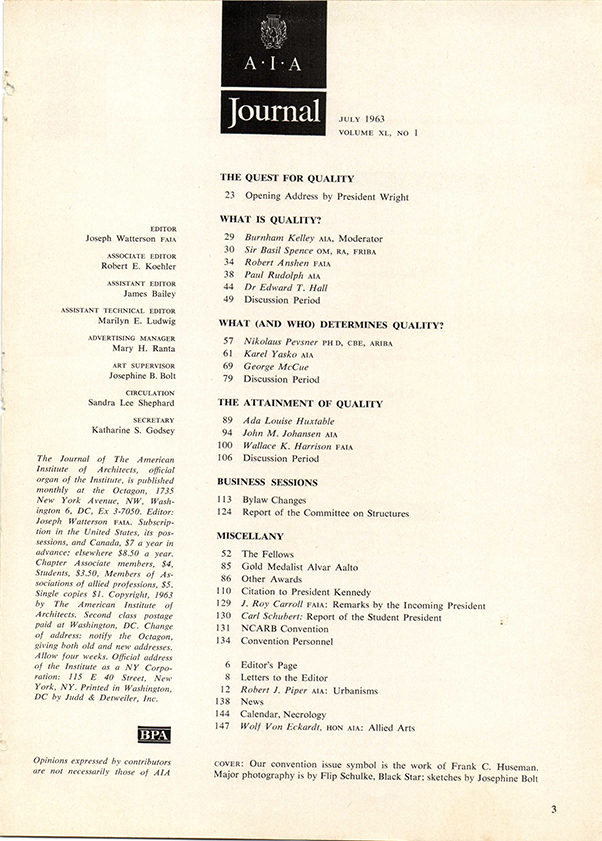 A·I·A
Journal
JULY 1963
VOLUME XL, NO 1
THE QUEST FOR QUALITY
23 Opening Address by President Wright
WHAT IS QUALITY?
29 Burnham Kelley AIA, Moderator
30 Sir Basil Spence OM, RA, FRIBA
34 Robert Anshen FAIA
38 Paul Rudolph AIA
44 Dr Edward T. Hall
49 Discussion Period
WHAT (AND WHO) DETERMINES QUALITY?
57 Nikolaus Pevsner PH D, CBE, ARIBA
61 Karel Yasko AIA
69 George McCue
79 Discussion Period
THE ATTAINMENT OF QUALITY
89 Ada Louise Huxtable
94 John M. Johansen AIA
100 Wallace K. Harrison FAIA
106 Discussion Period
BUSINESS SESSIONS
113 Bylaw Changes
124 Report of the Committee on Structures
MISCELLANY
52 The Fellows
85 Gold Medalist Alvar Aalto
86 Other Awards
110 Citation to President Kennedy
129 J. Roy Carroll FAIA: Remarks by the Incoming President
130 Carl Schubert: Report of the Student President
131 NCARB Convention
134 Convention Personnel
6 Editor's Page
8 Letters to the Editor
12 Robert J. Piper AIA: Urbanisms
138 News
144 Calendar, Necrology
147 Wolf Von Eckardt, HON AIA: Allied Arts
EDITOR
Joseph Watterson FAIA
ASSOCIATE EDITOR
Robert E. Koehler
ASSISTANT EDITOR
James Bailey
ASSISTANT TECHNICAL EDITOR
Marilyn E. Ludwig
ADVERTISING MANAGER
Mary H. Ranta
ART SUPERVISOR
Josephine B. Bolt
CIRCULATION
Sandra Lee Shephard
SECRETARY
Katharine S. Godsey
The Journal of The American
Institute of Architects, official
organ of the Institute, is published
monthly at the Octagon, 1735
New York Avenue, NW, Wash-
ington 6, DC, Ex 3-7050. Editor:
Joseph Watterson FAIA. Subscrip-
tion in the United States, its pos-
sessions, and Canada, $7 a year in
advance; elsewhere $8.50 a year.
Chapter Associate members, $4,
Students, $3.50, Members of As-
sociations of allied professions, $5.
Single copies $1. Copyright, 1963
by The American Institute of
Architects. Second class postage
paid at Washington, DC. Change
of address: notify the Octagon,
giving both old and new addresses.
Allow four weeks. Official address
of the Institute as a NY Corpo-
ration: 115 E 40 Street, New
York, NY. Printed in Washington,
DC by Judd & Detweiler, Inc.
BPA
Opinions expressed by contributors
are not necessarily those of AIA
COVER: Our convention issue symbol is the work of Frank C. Huseman.
Major photography is by Flip Schulke, Black Star; sketches by Josephine Bolt
3